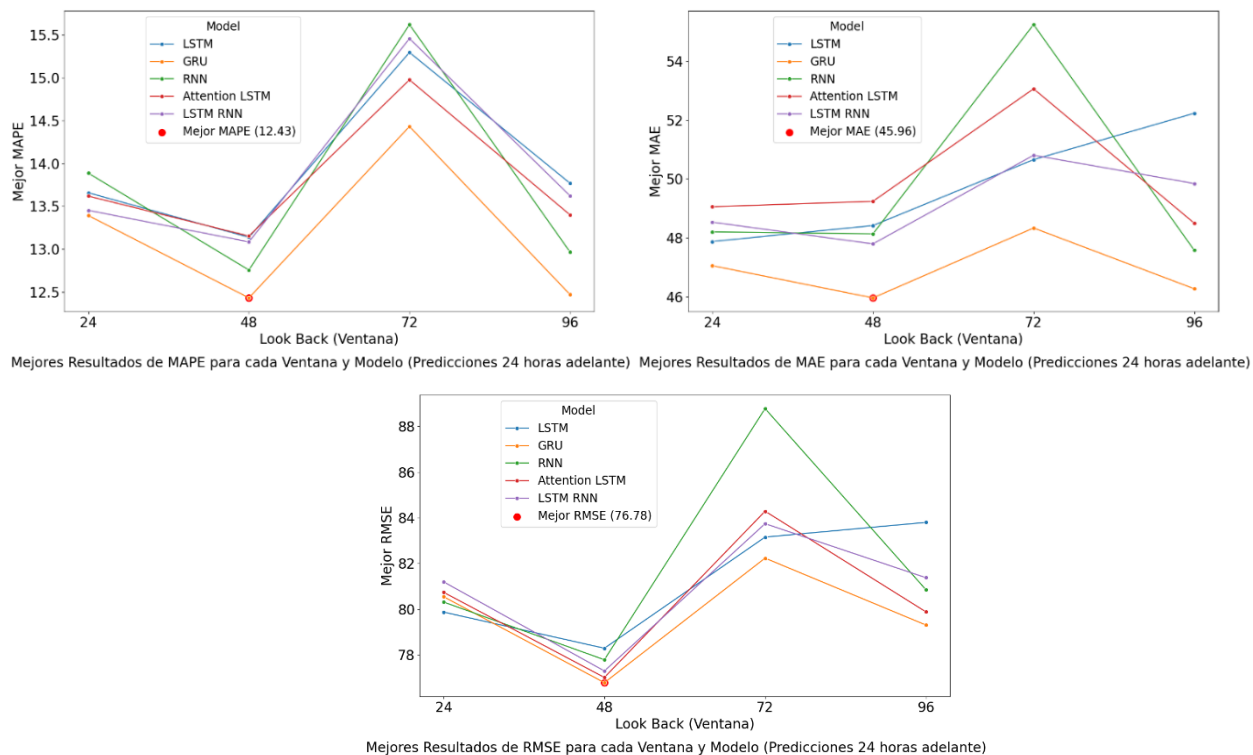 Mejor MAPE
15.5
15.0
14.5
14.0
13.5
13.0
12.5
Model
LSTM
GRU
RNN
Attention LSTM
LSTM RNN
Mejor MAPE (12.43)
24 48 72 96
Look Back (Ventana)
Mejores Resultados de MAPE para cada Ventana y Modelo (Predicciones 24 horas adelante)
Mejor MAE
54
52
50
48
46
Model
LSTM
GRU
RNN
Attention LSTM
LSTM RNN
Mejor MAE (45.96)
24 48 72 96
Look Back (Ventana)
Mejores Resultados de MAE para cada Ventana y Modelo (Predicciones 24 horas adelante)
Mejor RMSE
88
86
84
82
80
78
Model
LSTM
GRU
RNN
Attention LSTM
LSTM RNN
Mejor RMSE (76.78)
24 48 72 96
Look Back (Ventana)
Mejores Resultados de RMSE para cada Ventana y Modelo (Predicciones 24 horas adelante)